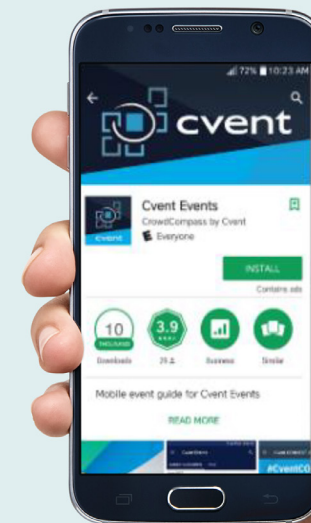 72% 10:23 AM
cvent
cvent
Cvent Events
CrowdCompass by Cvent
E Everyone
INSTALL
Contains ads
10
THOUSAND
3.9
Downloads
Business
Similar
Mobile event guide for Cvent Events
READ MORE
#CventCO